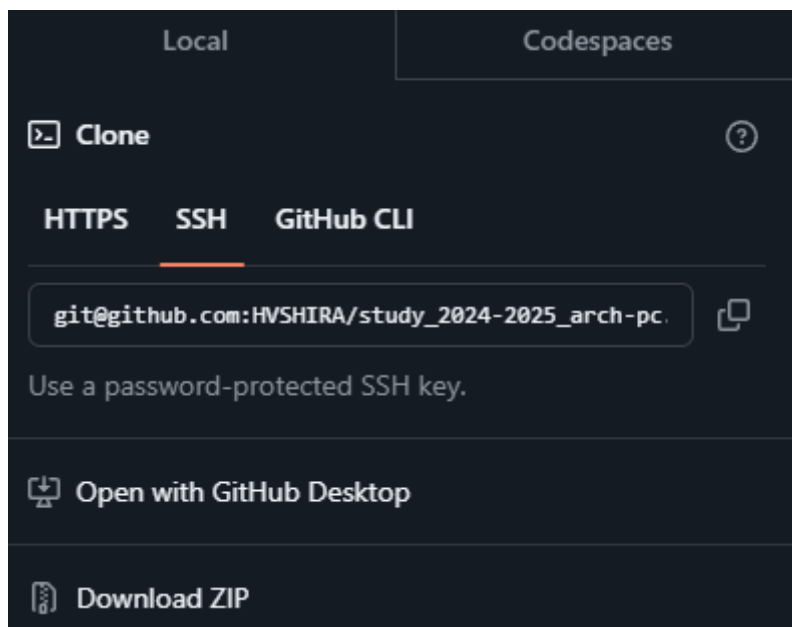 Local
Codespaces
Clone
HTTPS SSH GitHub CLI
git@github.com:HVSHIRA/study_2024-2025_arch-pc.
Use a password-protected SSH key.
Open with GitHub Desktop
Download ZIP